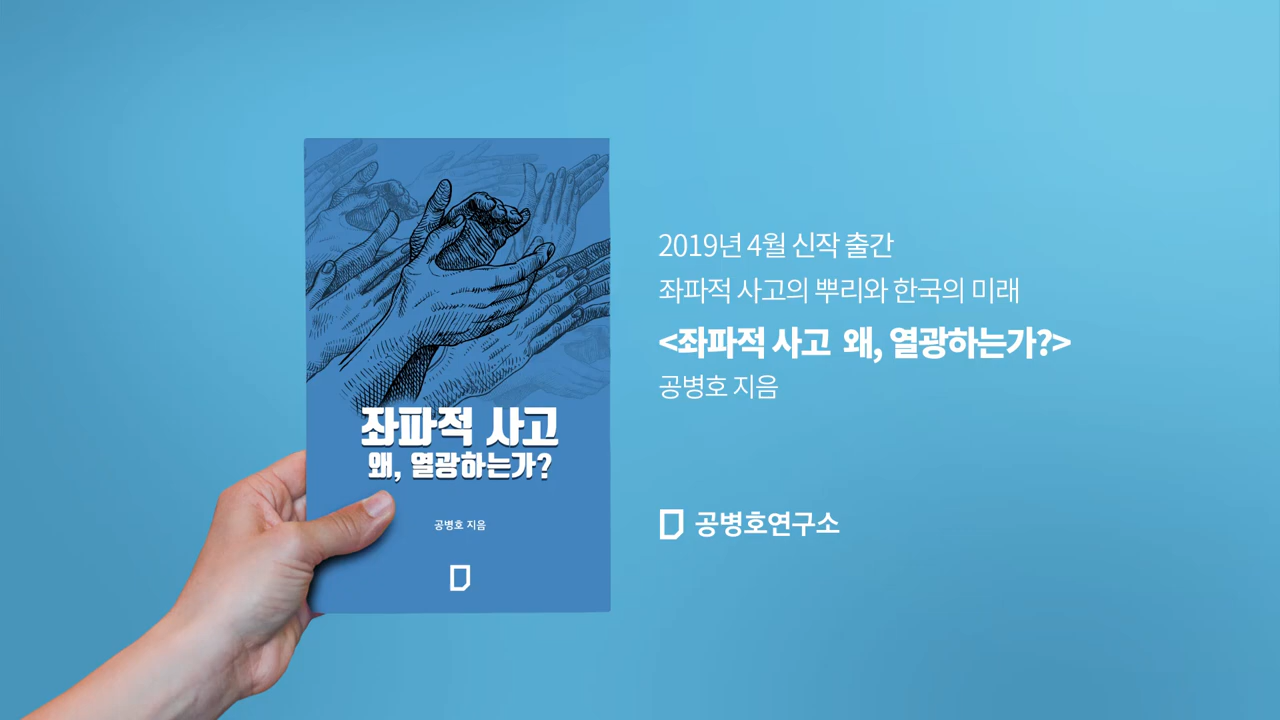 좌파적 사고
왜, 열광하는가?
공병호 지음
2019년 4월 신작 출간
좌파적 사고의 뿌리와 한국의 미래
<좌파적 사고 왜, 열광하는가?>
공병호 지음
공병호연구소